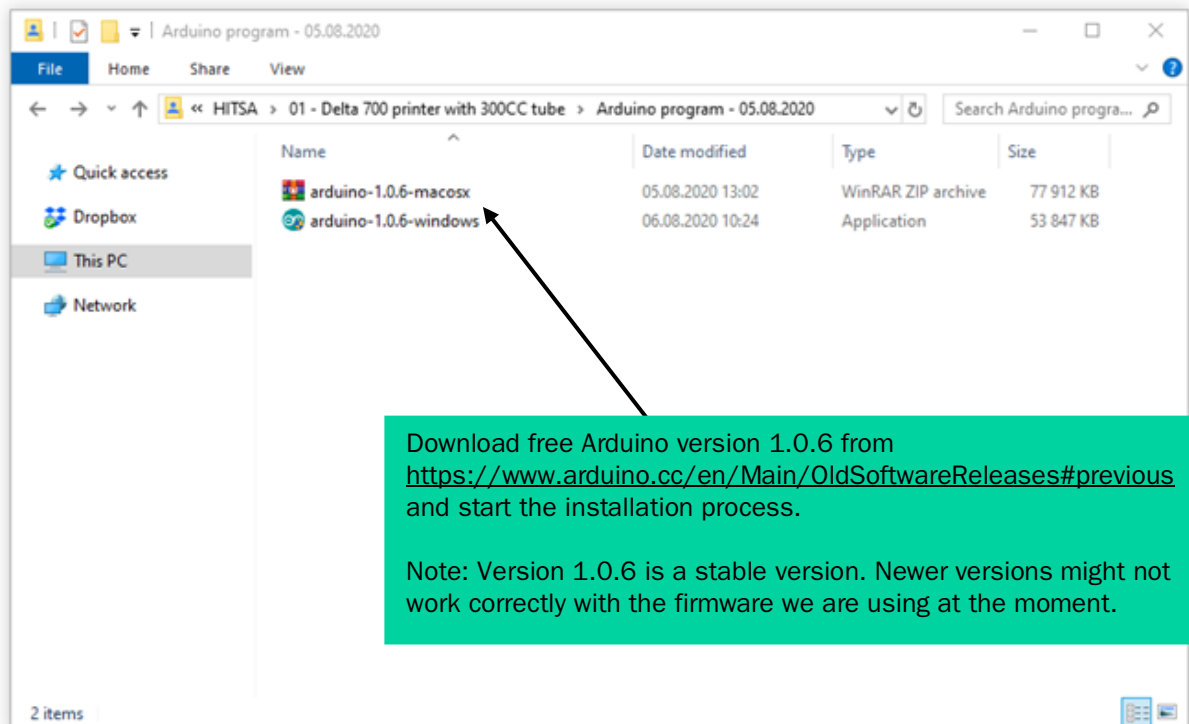 Arduino program - 05.08.2020
File Home Share View
« HITSA › 01 - Delta 700 printer with 300CC tube › Arduino program - 05.08.2020 Search Arduino progra...
Name Date modified Type Size
Quick access
arduino-1.0.6-macosx 05.08.2020 13:02 WinRAR ZIP archive 77 912 KB
Dropbox
arduino-1.0.6-windows 06.08.2020 10:24 Application 53 847 KB
This PC
Network
Download free Arduino version 1.0.6 from
https://www.arduino.cc/en/Main/OldSoftwareReleases#previous
and start the installation process.
Note: Version 1.0.6 is a stable version. Newer versions might not
work correctly with the firmware we are using at the moment.
2 items